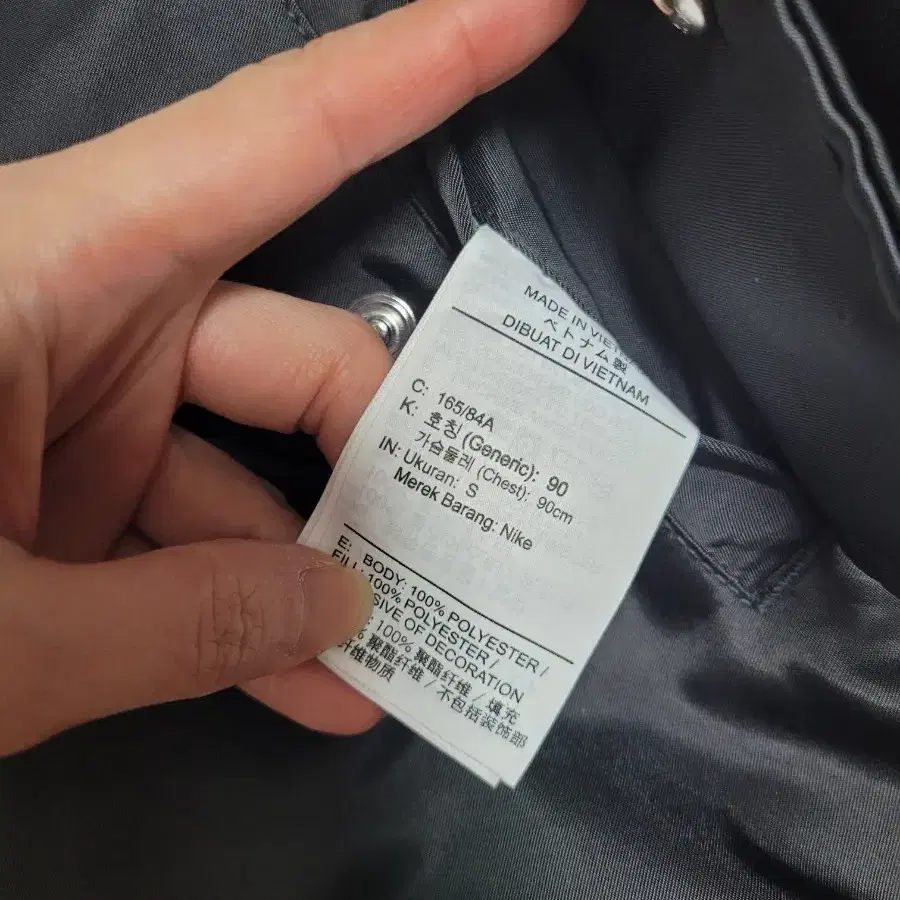 MADE IN VIETNAM
ベトナム製
DIBUAT DI VIETNAM
C: 165/84A
K: 호칭 (Generic): 90
가슴둘레 (Chest): 90cm
IN: Ukuran: S
Merek Barang: Nike
E: BODY: 100% POLYESTER /
FILL: 100% POLYESTER /
OF DECORATION
100% 聚酯纤维 / 填充
聚酯纤维 / 不包括装饰部
纤维物质